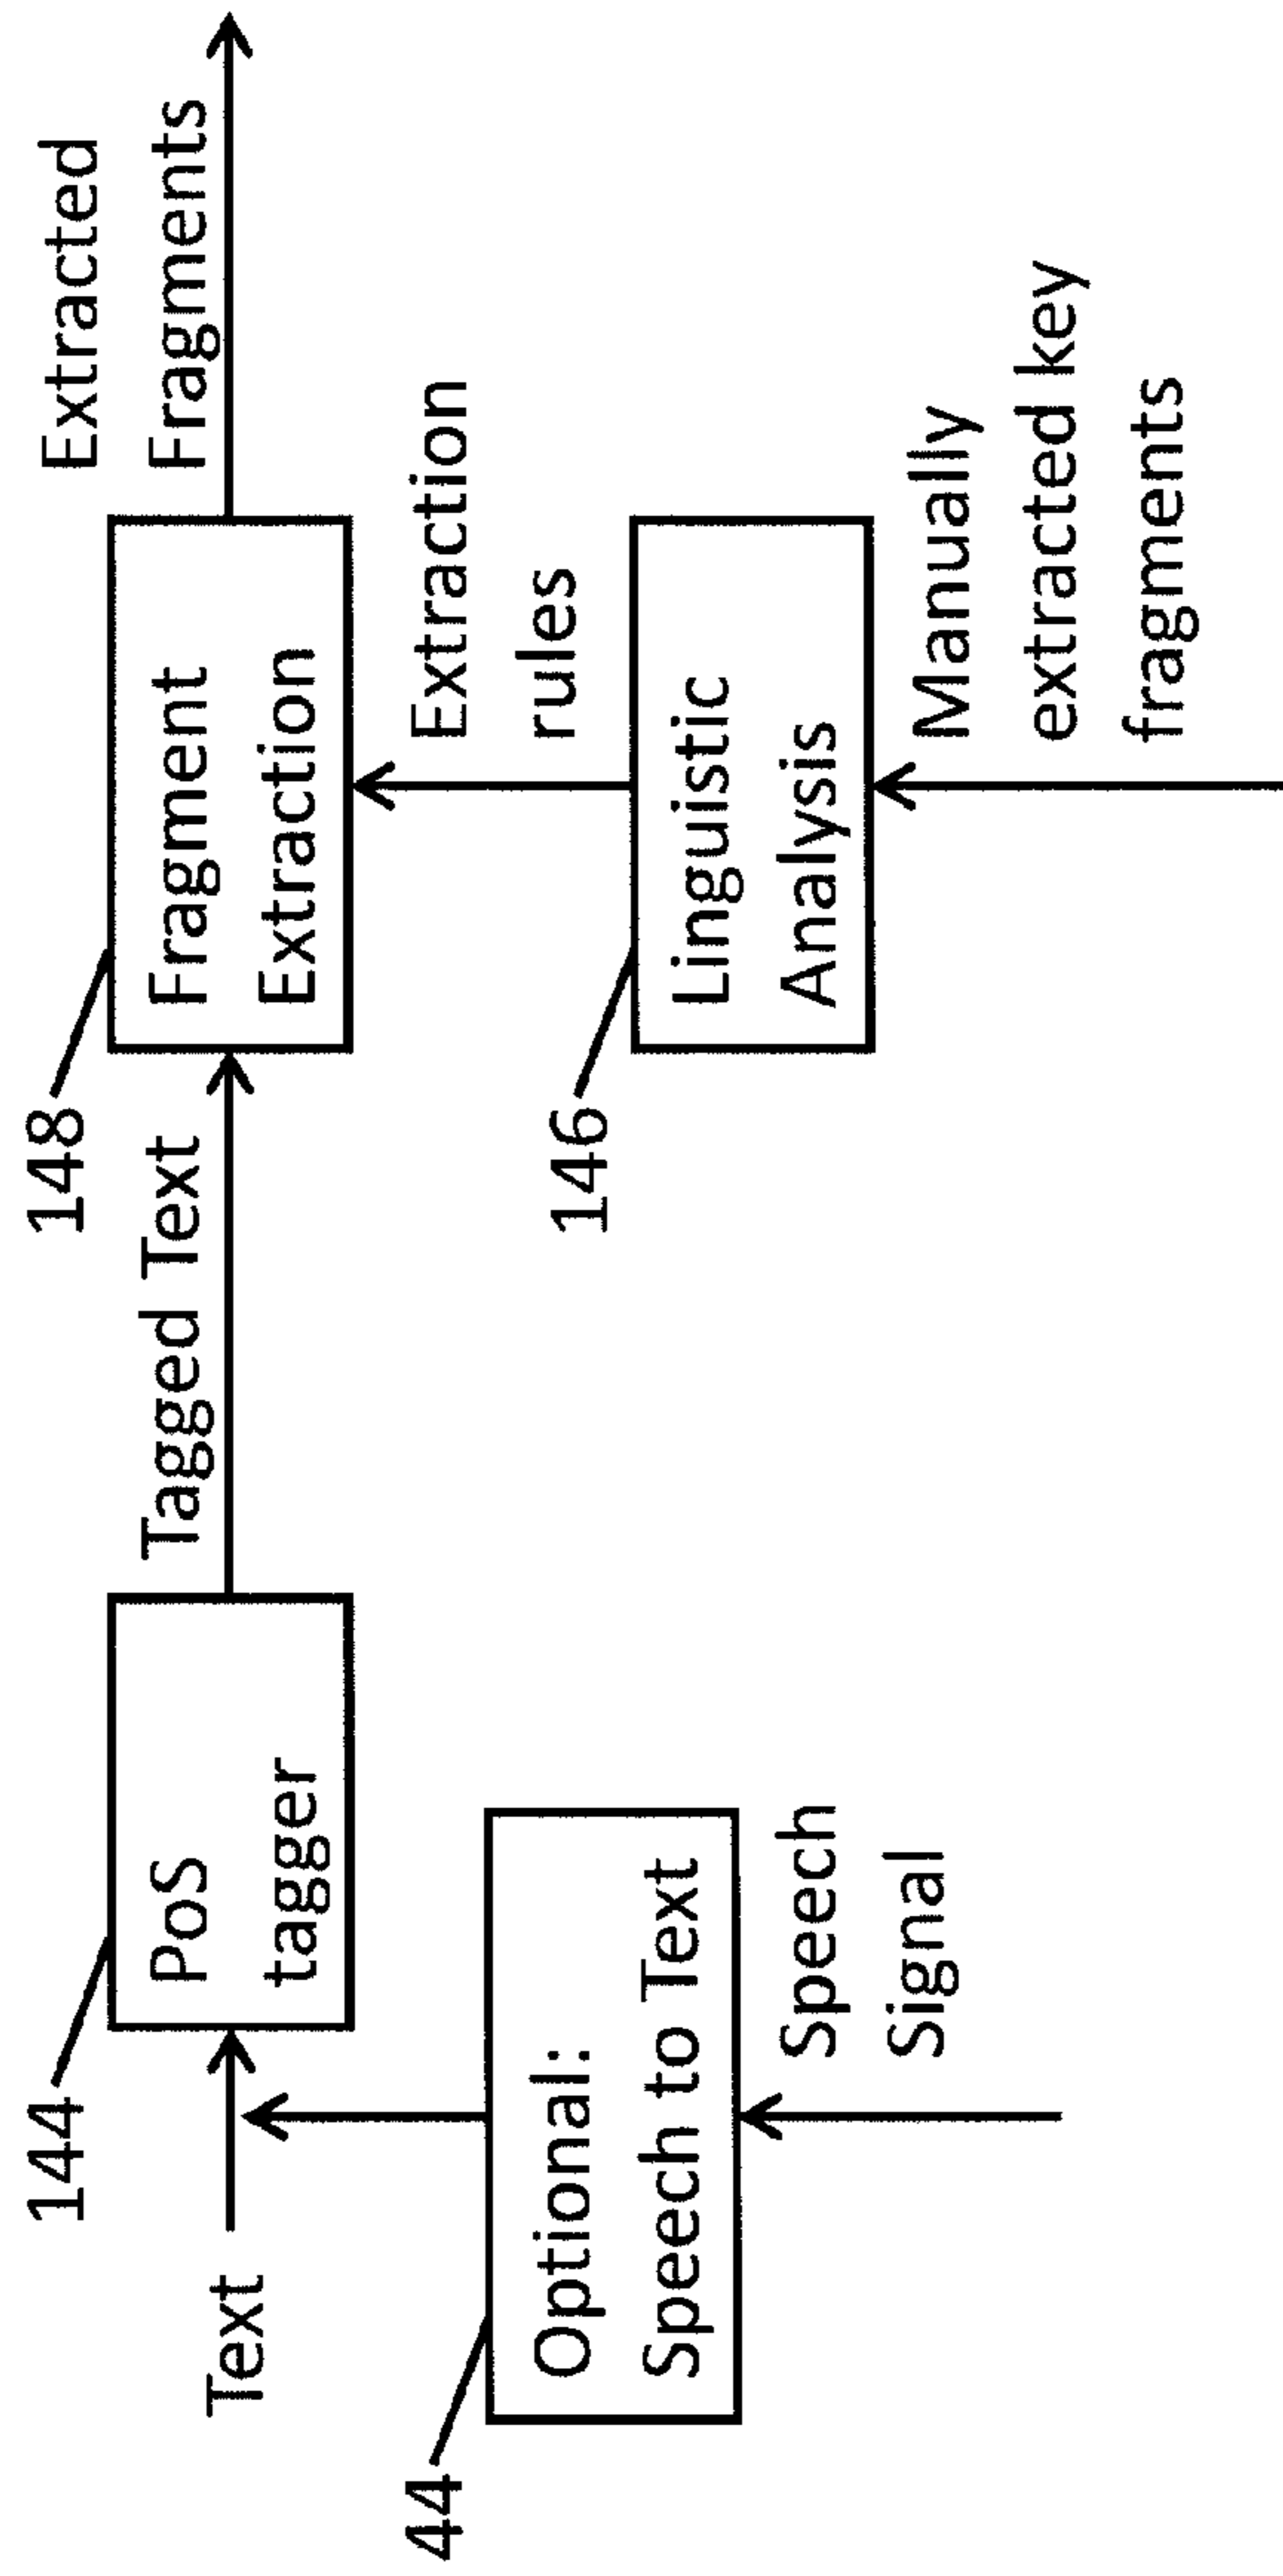 148
Extracted
Fragments
144
Tagged Text
Text
PoS
tagger
Fragment
Extraction
44
146
Extraction
rules
Optional:
Speech to Text
Linguistic
Analysis
Speech
Signal
Manually
extracted key
fragments